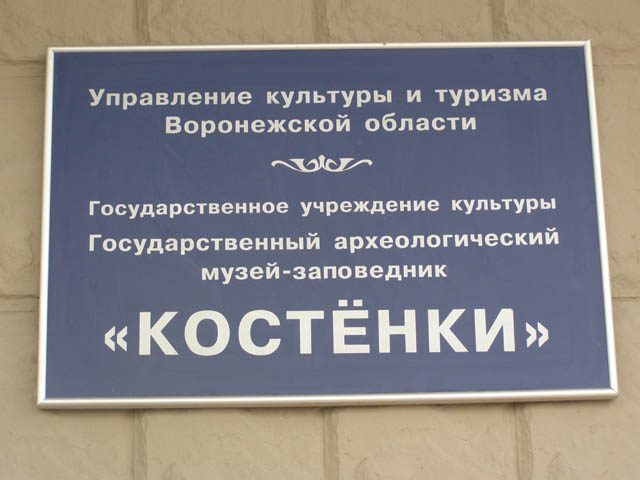 Управление культуры и туризма
Воронежской области
Государственное учреждение культуры
Государственный археологический
музей-заповедник
«КОСТЁНКИ»